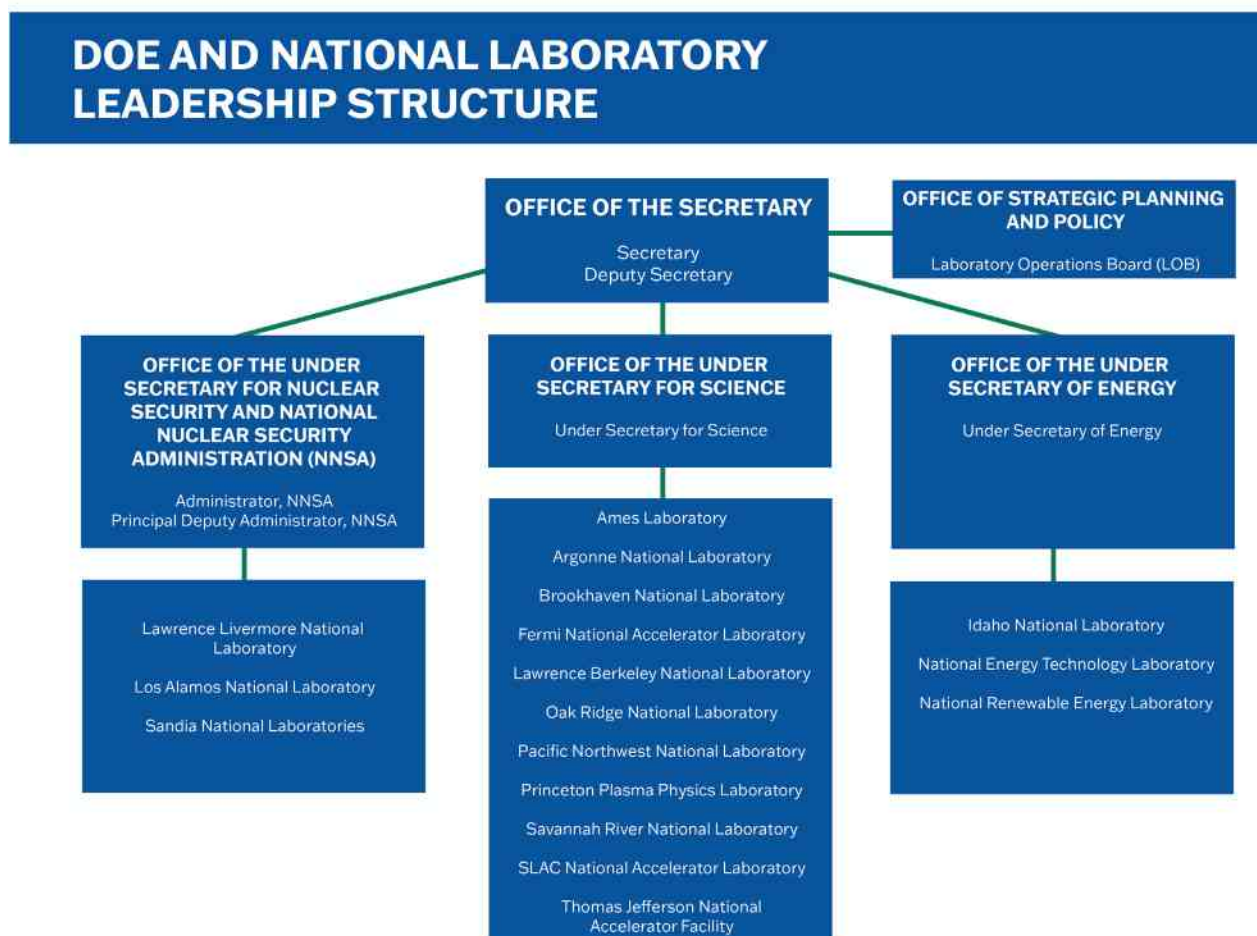 DOE AND NATIONAL LABORATORY
LEADERSHIP STRUCTURE
OFFICE OF THE SECRETARY
Secretary
Deputy Secretary
OFFICE OF STRATEGIC PLANNING
AND POLICY
Laboratory Operations Board (LOB)
OFFICE OF THE UNDER
SECRETARY FOR NUCLEAR
SECURITY AND NATIONAL
NUCLEAR SECURITY
ADMINISTRATION (NNSA)
Administrator, NNSA
Principal Deputy Administrator, NNSA
Lawrence Livermore National
Laboratory
Los Alamos National Laboratory
Sandia National Laboratories
OFFICE OF THE UNDER
SECRETARY FOR SCIENCE
Under Secretary for Science
Ames Laboratory
Argonne National Laboratory
Brookhaven National Laboratory
Fermi National Accelerator Laboratory
Lawrence Berkeley National Laboratory
Oak Ridge National Laboratory
Pacific Northwest National Laboratory
Princeton Plasma Physics Laboratory
Savannah River National Laboratory
SLAC National Accelerator Laboratory
Thomas Jefferson National
Accelerator Facility
OFFICE OF THE UNDER
SECRETARY OF ENERGY
Under Secretary of Energy
Idaho National Laboratory
National Energy Technology Laboratory
National Renewable Energy Laboratory